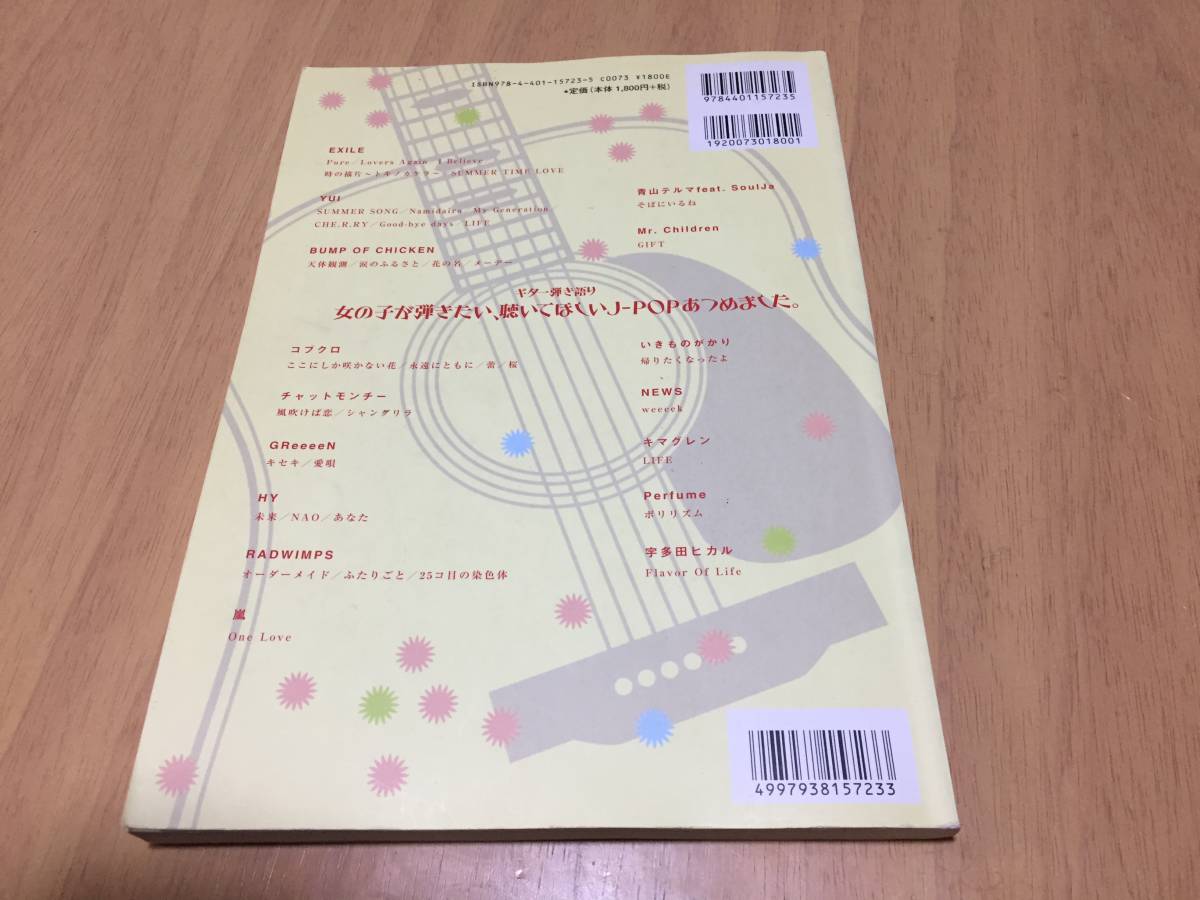 ISBN978-4-401-15723-5 C0073 ¥1800E
●定価(本体 1,800円+税)
9784401157235
1920073018001
EXILE
Pure／Lovers Again／I Believe
時の描片～トキノカケラ～／SUMMER TIME LOVE
YUI
SUMMER SONG／Namidairo／My Generation
CHE.R.RY／Good-bye days／LIFE
BUMP OF CHICKEN
天体観測／涙のふるさと／花の名／メーデー
青山テルマfeat. SoulJa
そばにいるね
Mr. Children
GIFT
ギター弾き語り
女の子が弾きたい、聴いてほしいJ-POPあつめました。
コブクロ
ここにしか咲かない花／永遠にともに／蕾／桜
チャットモンチー
風吹けば恋／シャングリラ
GReeeeN
キセキ／愛唄
HY
未来／NAO／あなた
RADWIMPS
オーダーメイド／ふたりごと／25コ目の染色体
嵐
One Love
いきものがかり
帰りたくなったよ
NEWS
weeeek
キマグレン
LIFE
Perfume
ポリリズム
宇多田ヒカル
Flavor Of Life
4997938157233